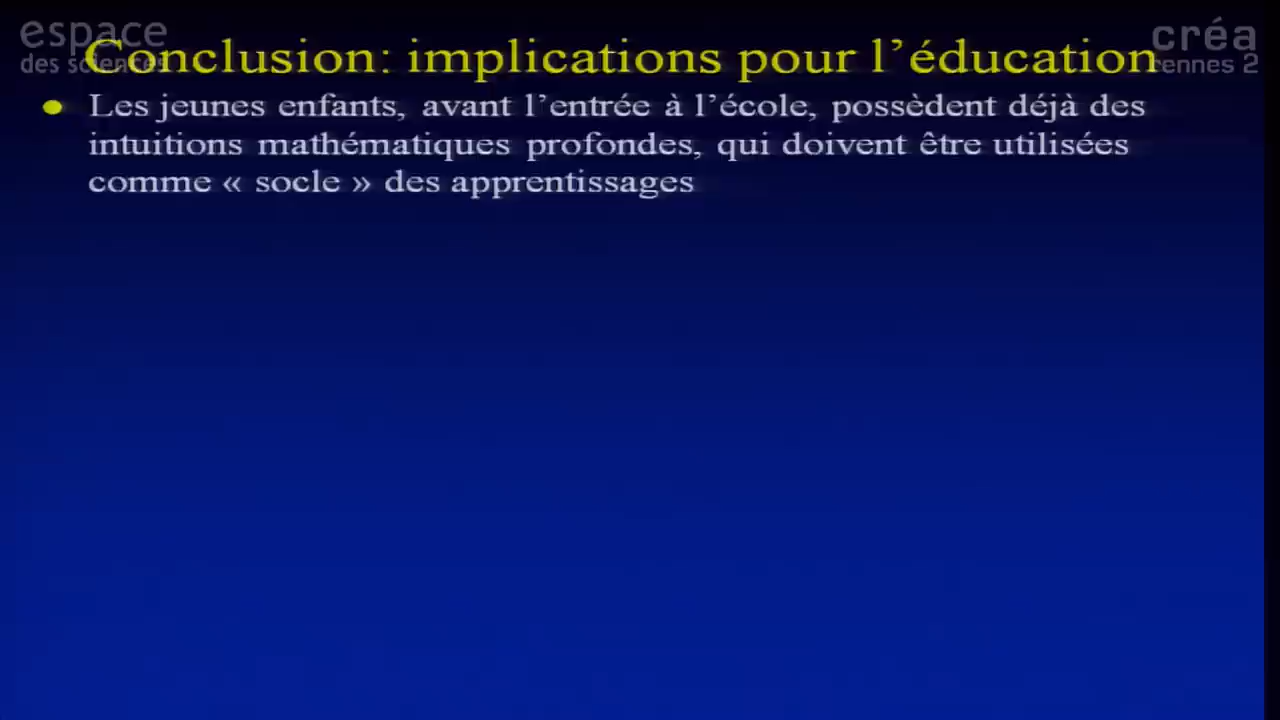 espace
des sciences
créa
rennes 2
Conclusion: implications pour l’éducation
Les jeunes enfants, avant l’entrée à l’école, possèdent déjà des
intuitions mathématiques profondes, qui doivent être utilisées
comme « socle » des apprentissages